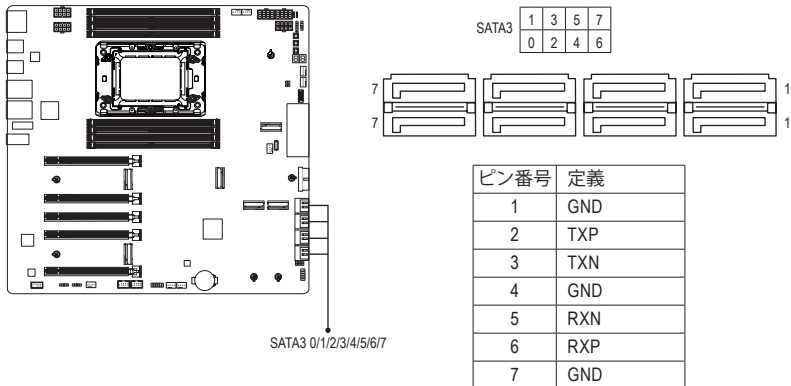 SATA3
1 3 5 7
0 2 4 6
7 1
7 1
ピン番号 定義
1 GND
2 TXP
3 TXN
4 GND
5 RXN
6 RXP
7 GND
SATA3 0/1/2/3/4/5/6/7